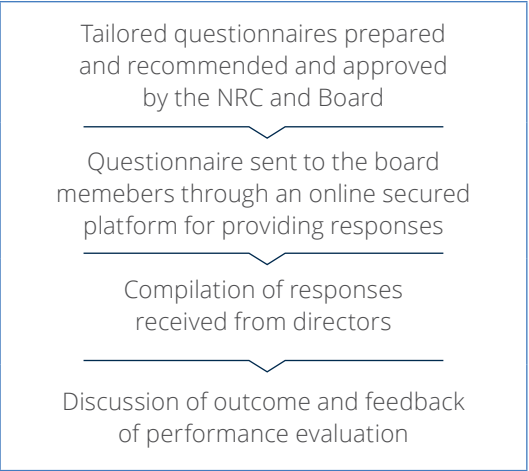 Tailored questionnaires prepared
and recommended and approved
by the NRC and Board
Questionnaire sent to the board
memebers through an online secured
platform for providing responses
Compilation of responses
received from directors
Discussion of outcome and feedback
of performance evaluation